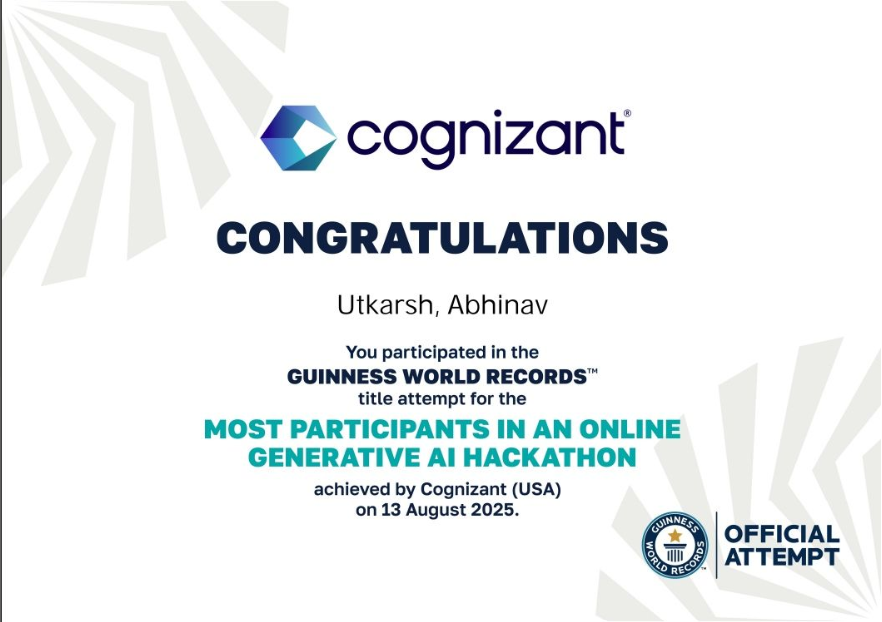 cognizant®
CONGRATULATIONS
Utkarsh, Abhinav
You participated in the
GUINNESS WORLD RECORDS™
title attempt for the
MOST PARTICIPANTS IN AN ONLINE
GENERATIVE AI HACKATHON
achieved by Cognizant (USA)
on 13 August 2025.
GUINNESS
WORLD RECORDS
™
OFFICIAL
ATTEMPT